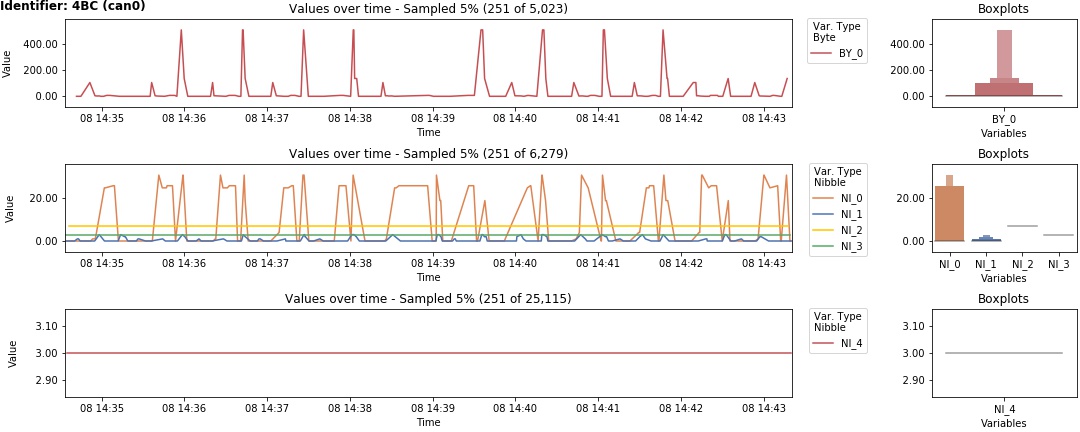 Identifier: 4BC (can0)
Values over time - Sampled 5% (251 of 5,023)
Value
400.00
200.00
0.00
08 14:35 08 14:36 08 14:37 08 14:38 08 14:39 08 14:40 08 14:41 08 14:42 08 14:43
Time
Var. Type
Byte
BY_0
Boxplots
400.00
200.00
0.00
BY_0
Variables
Values over time - Sampled 5% (251 of 6,279)
Value
20.00
0.00
08 14:35 08 14:36 08 14:37 08 14:38 08 14:39 08 14:40 08 14:41 08 14:42 08 14:43
Time
Var. Type
Nibble
NI_0
NI_1
NI_2
NI_3
Boxplots
20.00
0.00
NI_0 NI_1 NI_2 NI_3
Variables
Values over time - Sampled 5% (251 of 25,115)
Value
3.10
3.00
2.90
08 14:35 08 14:36 08 14:37 08 14:38 08 14:39 08 14:40 08 14:41 08 14:42 08 14:43
Time
Var. Type
Nibble
NI_4
Boxplots
3.10
3.00
2.90
NI_4
Variables